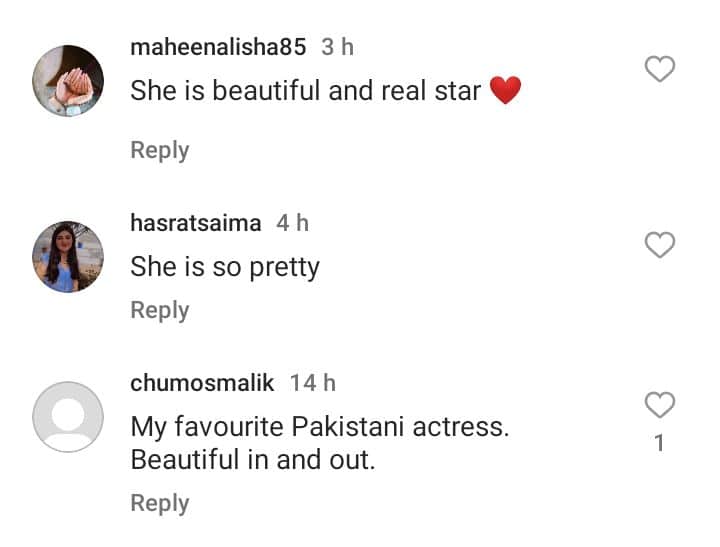 maheenalisha85 3 h
She is beautiful and real star ❤️
Reply
hasratsaima 4 h
She is so pretty
Reply
chumosmalik 14 h
My favourite Pakistani actress.
1
Beautiful in and out.
Reply